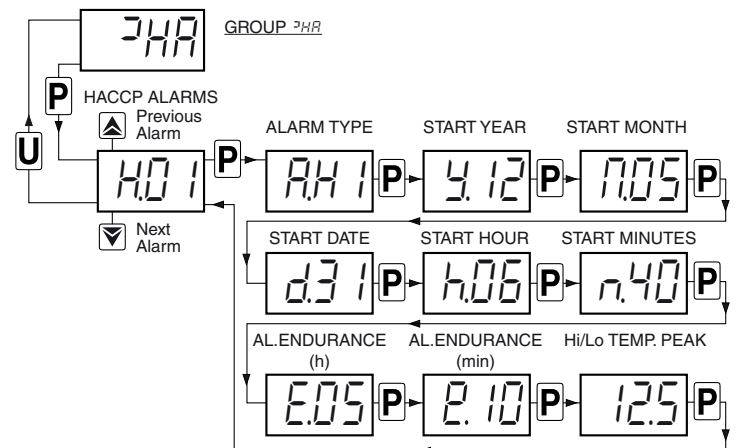 ⊃HA
GROUP ⊃HA
P
HACCP ALARMS
Previous
Alarm
U
H.01
Next
Alarm
P
ALARM TYPE START YEAR START MONTH
A.H1 P y.12 P Π.05 P
START DATE START HOUR START MINUTES
d.31 P h.06 P n.40 P
AL.ENDURANCE AL.ENDURANCE Hi/Lo TEMP. PEAK
(h) (min)
E.05 P e.10 P 12.5 P